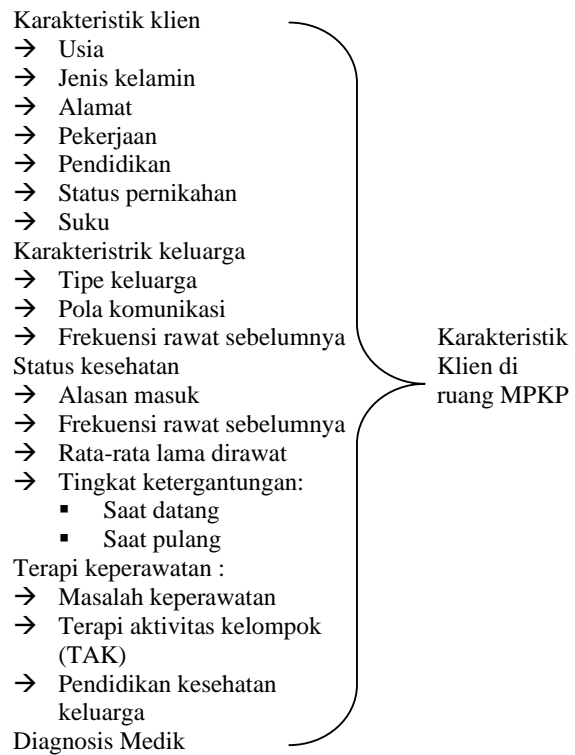 Karakteristik klien
→ Usia
→ Jenis kelamin
→ Alamat
→ Pekerjaan
→ Pendidikan
→ Status pernikahan
→ Suku
Karakteristrik keluarga
→ Tipe keluarga
→ Pola komunikasi
→ Frekuensi rawat sebelumnya
Status kesehatan
→ Alasan masuk
→ Frekuensi rawat sebelumnya
→ Rata-rata lama dirawat
→ Tingkat ketergantungan:
▪ Saat datang
▪ Saat pulang
Terapi keperawatan :
→ Masalah keperawatan
→ Terapi aktivitas kelompok
(TAK)
→ Pendidikan kesehatan
keluarga
Diagnosis Medik
Karakteristik
Klien di
ruang MPKP